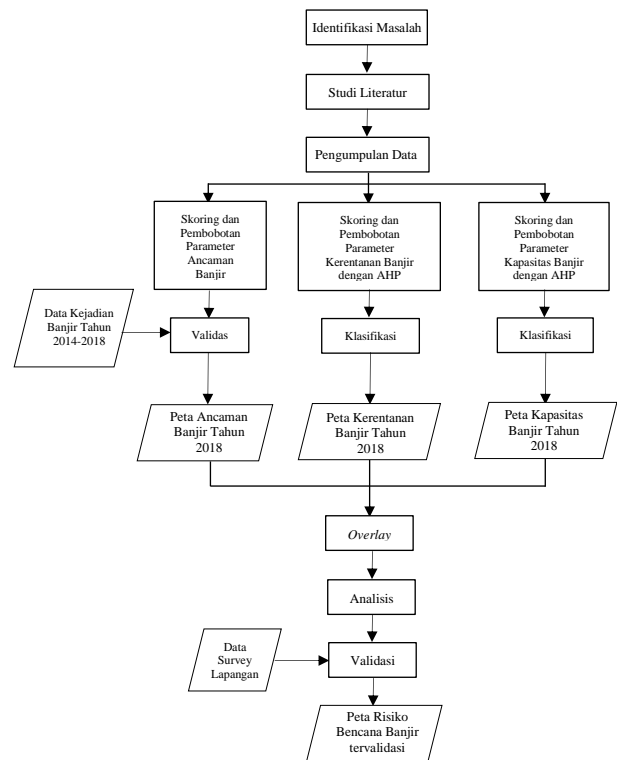 Identifikasi Masalah
Studi Literatur
Pengumpulan Data
Skoring dan
Pembobotan
Parameter
Ancaman
Banjir
Skoring dan
Pembobotan
Parameter
Kerentanan Banjir
dengan AHP
Skoring dan
Pembobotan
Parameter
Kapasitas Banjir
dengan AHP
Data Kejadian
Banjir Tahun
2014-2018
Validas
Klasifikasi
Klasifikasi
Peta Ancaman
Banjir Tahun
2018
Peta Kerentanan
Banjir Tahun
2018
Peta Kapasitas
Banjir Tahun
2018
Overlay
Analisis
Data
Survey
Lapangan
Validasi
Peta Risiko
Bencana Banjir
tervalidasi